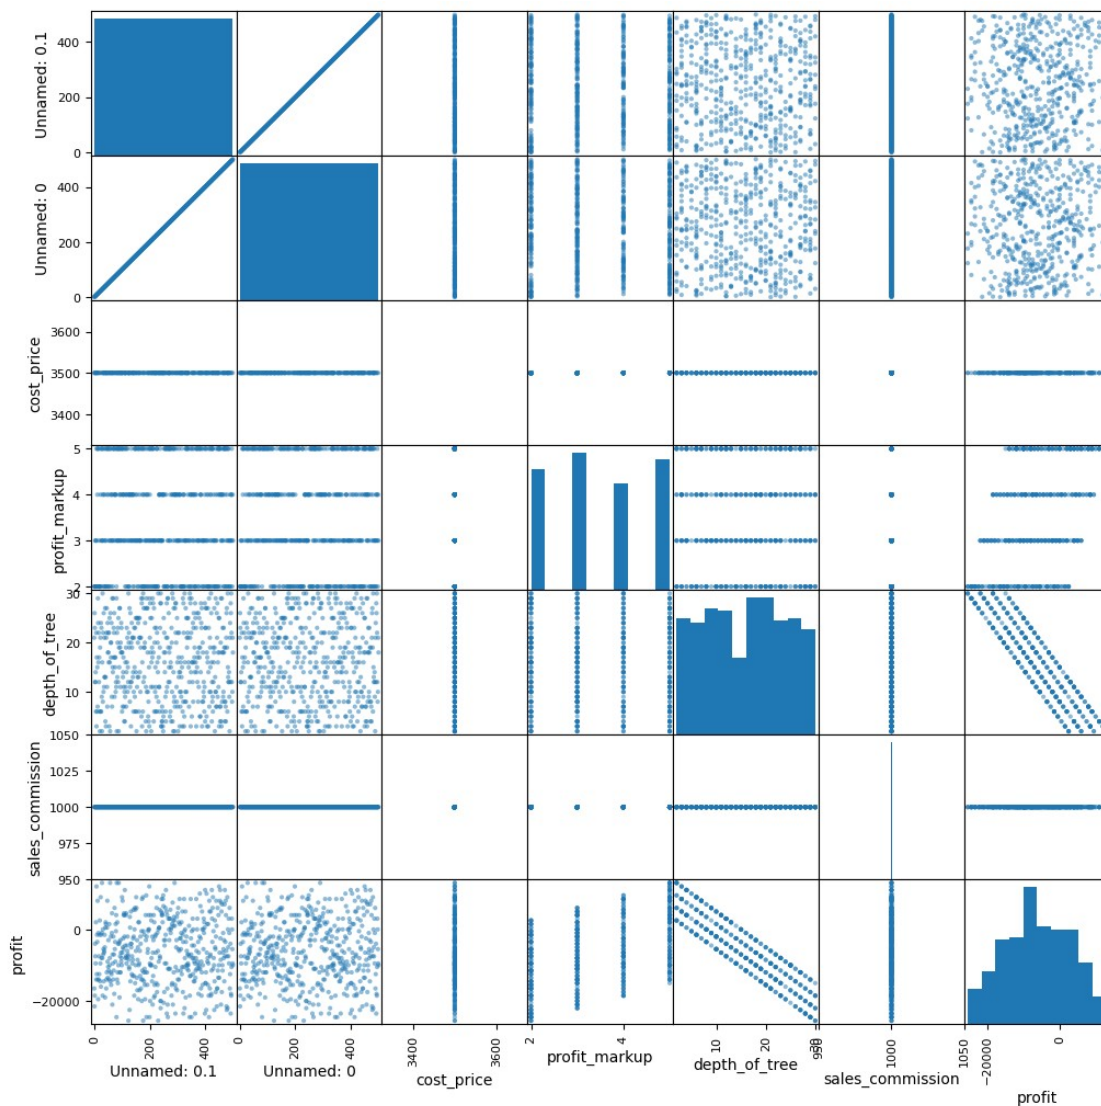 Unnamed: 0.1
400
200
0
Unnamed: 0
400
200
0
cost_price
3600
3500
3400
profit_markup
5
4
3
2
depth_of_tree
30
20
10
sales_commission
1050
1025
1000
975
950
profit
0
−20000
0 200 400
Unnamed: 0.1
0 200 400
Unnamed: 0
3400 3600
cost_price
2 4
profit_markup
10 20 30
depth_of_tree
950 1000 1050
sales_commission
−20000 0
profit